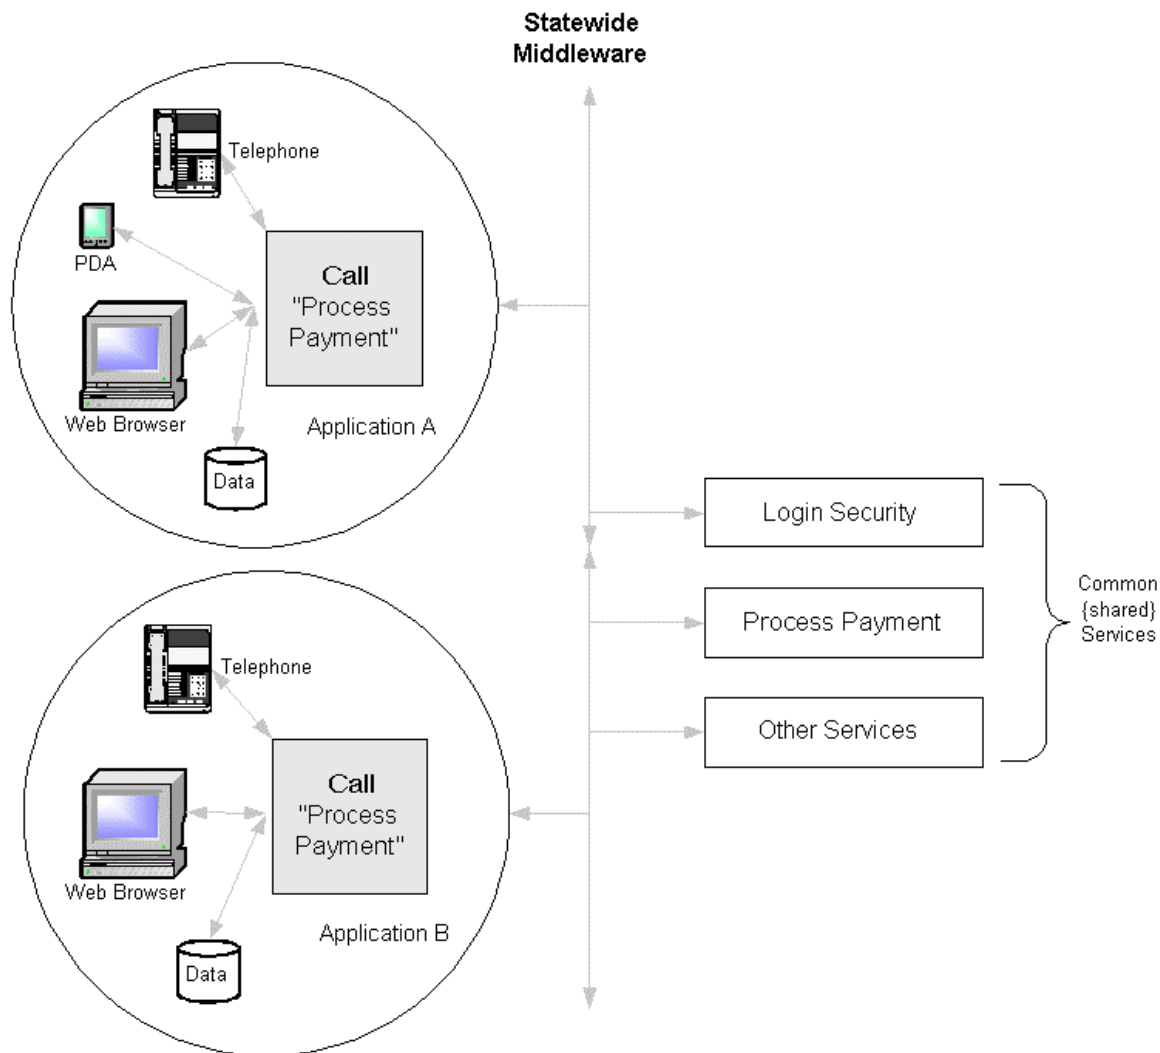 Statewide
Middleware
Telephone
PDA
Call
"Process
Payment"
Web Browser
Application A
Data
Login Security
Process Payment
Other Services
Common
{shared}
Services
Telephone
Call
"Process
Payment"
Web Browser
Application B
Data